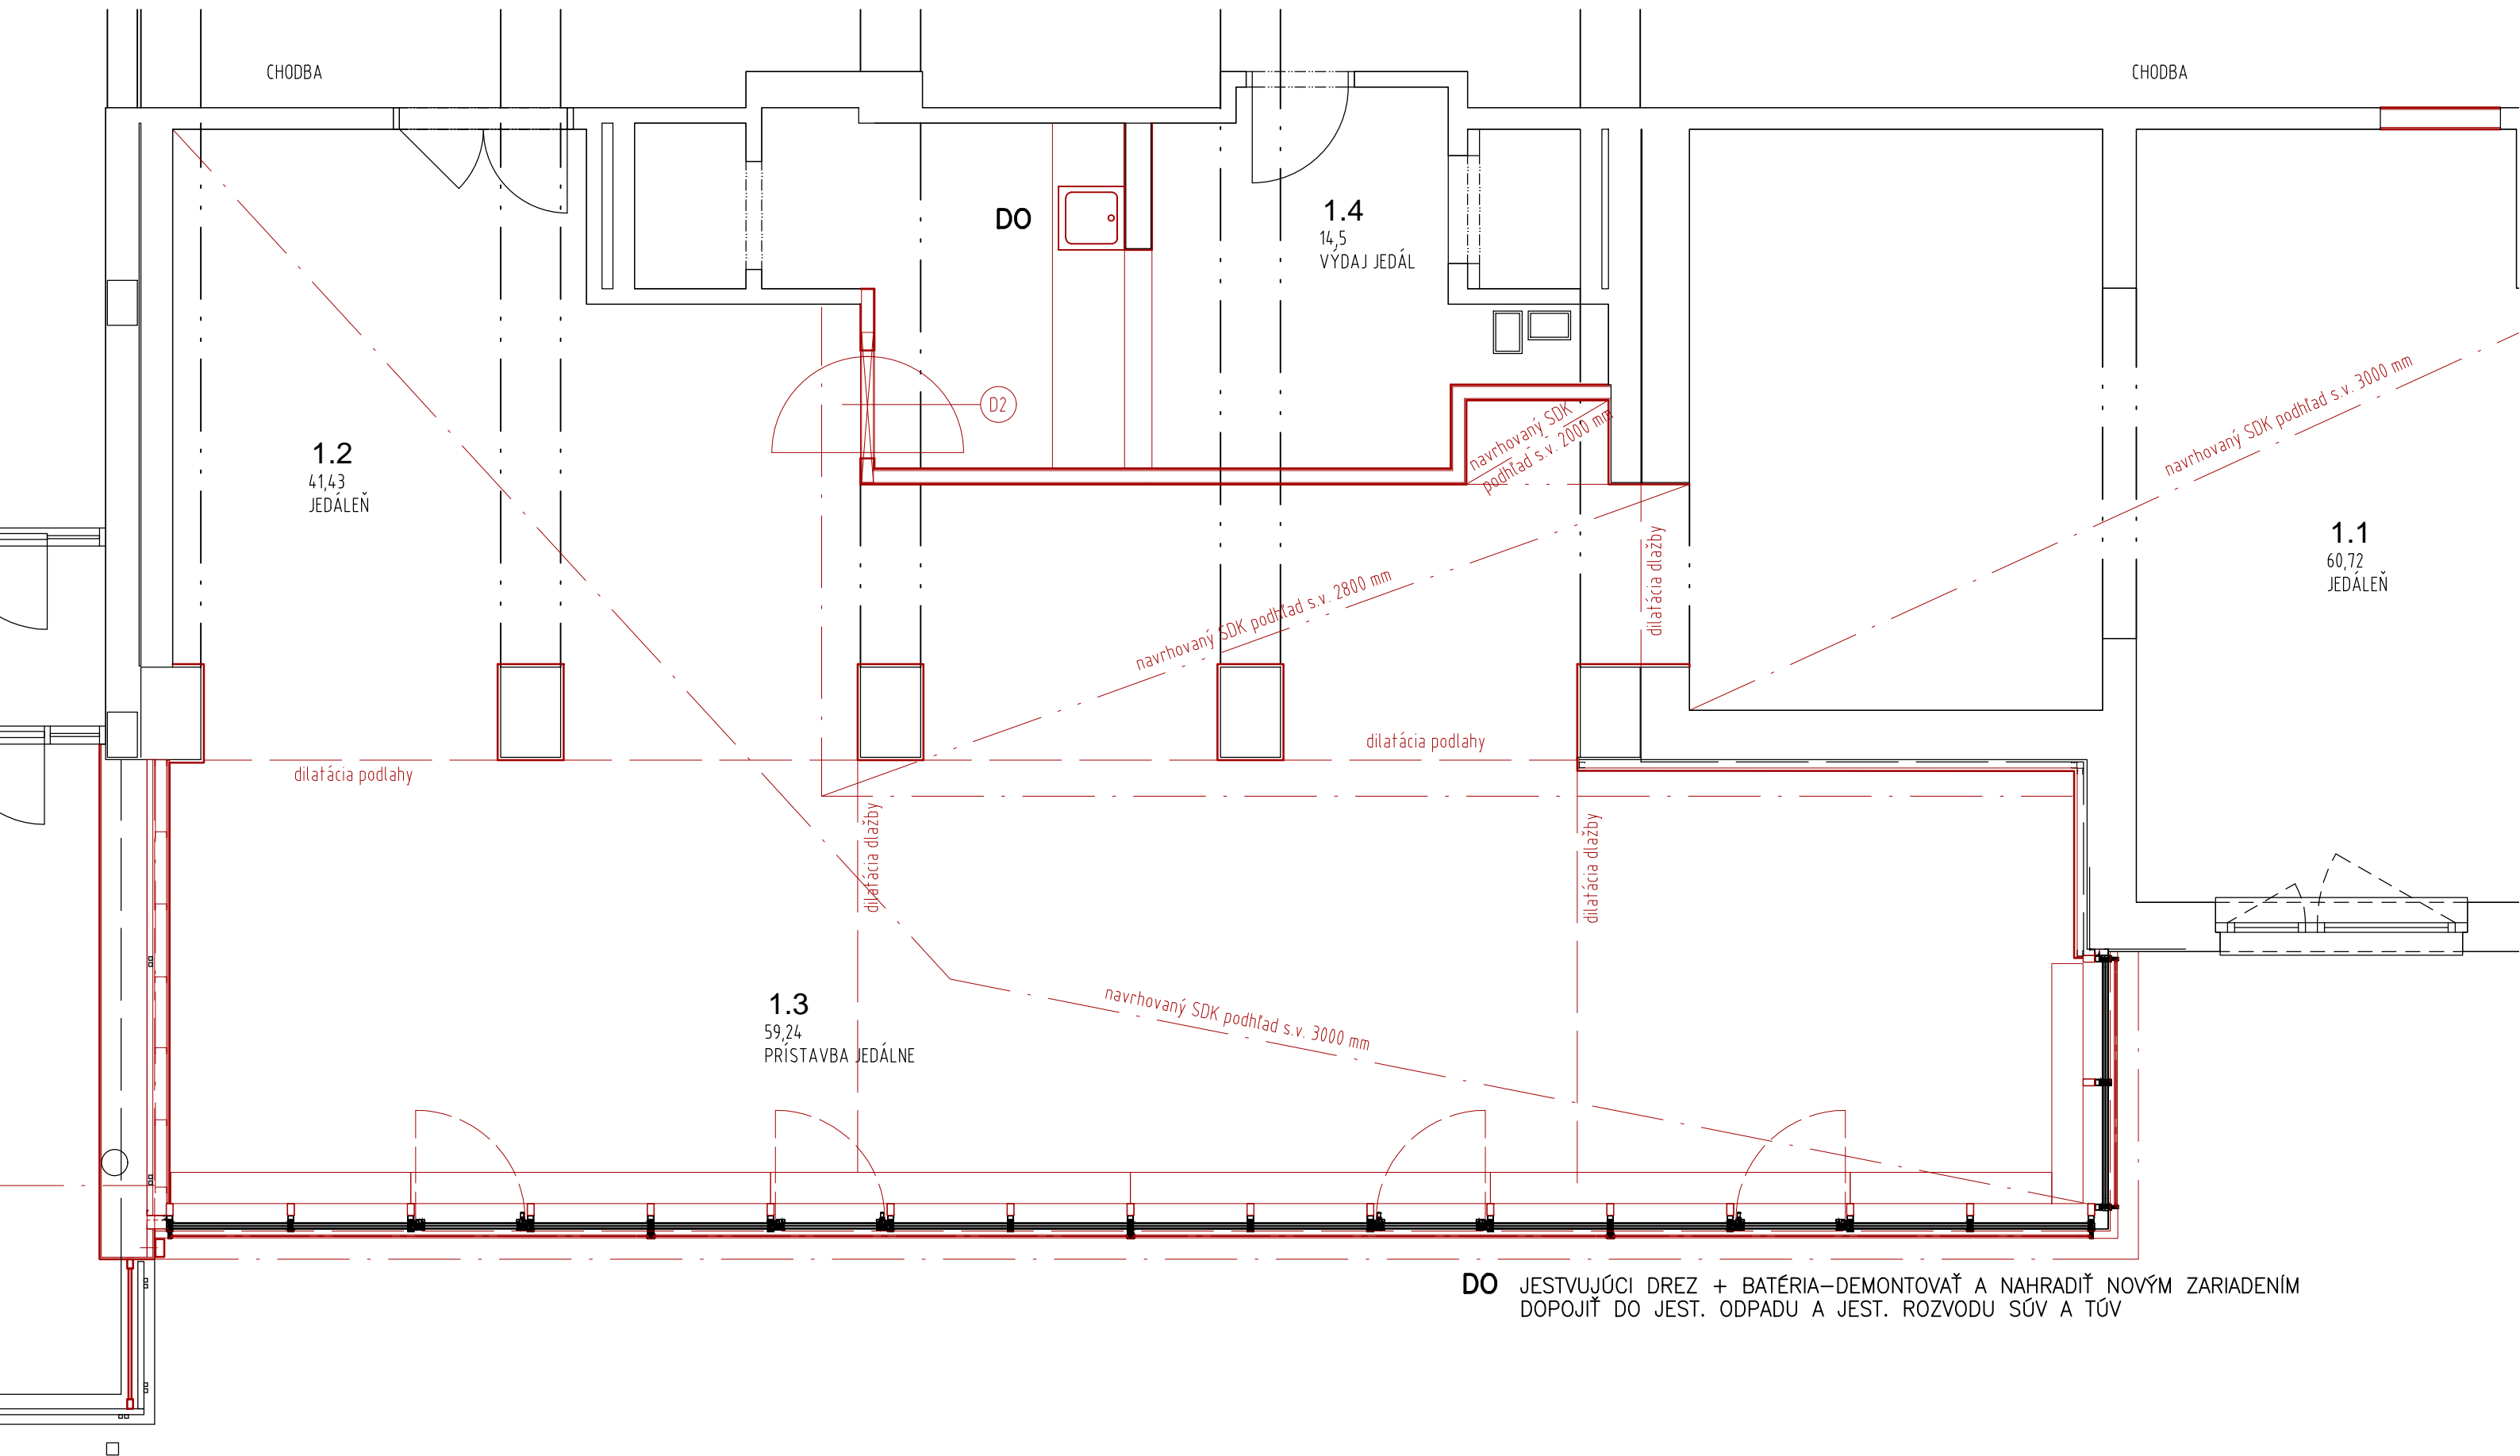 CHODBA
CHODBA
DO
1.4
14,5
VÝDAJ JEDÁL
D2
navrhovaný SDK
podhľad s.v. 2000 mm
navrhovaný SDK podhľad s.v. 3000 mm
1.2
41,43
JEDÁLEŇ
1.1
60,72
JEDÁLEŇ
dilatácia dlažby
navrhovaný SDK podhľad s.v. 2800 mm
dilatácia podlahy
dilatácia podlahy
dilatácia dlažby
dilatácia dlažby
1.3
59,24
PRÍSTAVBA JEDÁLNE
navrhovaný SDK podhľad s.v. 3000 mm
DO JESTVUJÚCI DREZ + BATÉRIA–DEMONTOVAŤ A NAHRADIŤ NOVÝM ZARIADENÍM
DOPOJIŤ DO JEST. ODPADU A JEST. ROZVODU SÚV A TÚV